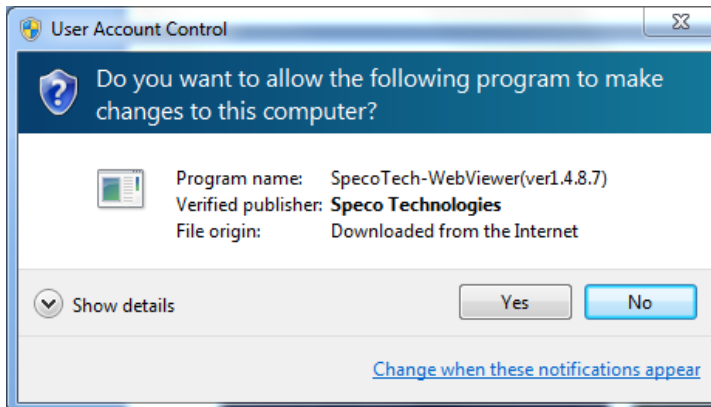 User Account Control
Do you want to allow the following program to make
changes to this computer?
Program name: SpecoTech-WebViewer(ver1.4.8.7)
Verified publisher: Speco Technologies
File origin: Downloaded from the Internet
Show details
Yes
No
Change when these notifications appear